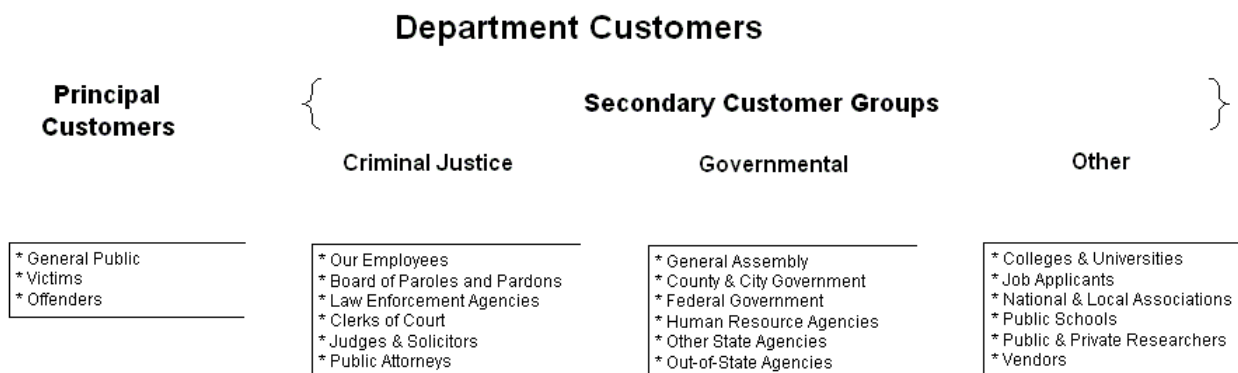 Department Customers
Principal
Customers
Secondary Customer Groups
Criminal Justice
Governmental
Other
* General Public
* Victims
* Offenders
* Our Employees
* Board of Paroles and Pardons
* Law Enforcement Agencies
* Clerks of Court
* Judges & Solicitors
* Public Attorneys
* General Assembly
* County & City Government
* Federal Government
* Human Resource Agencies
* Other State Agencies
* Out-of-State Agencies
* Colleges & Universities
* Job Applicants
* National & Local Associations
* Public Schools
* Public & Private Researchers
* Vendors